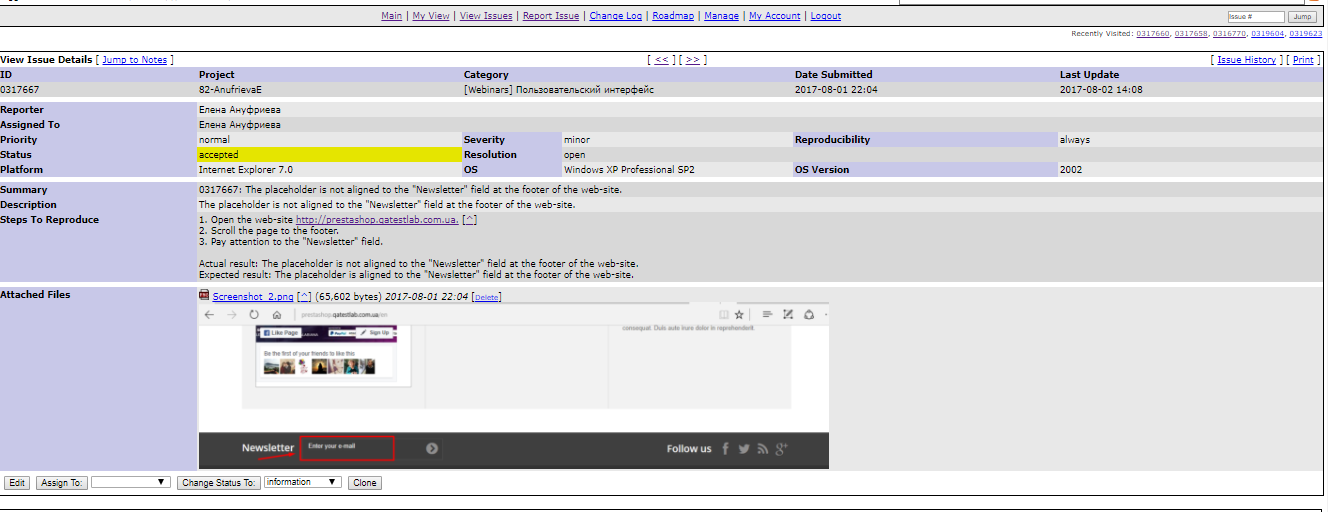 Main | My View | View Issues | Report Issue | Change Log | Roadmap | Manage | My Account | Logout
Issue # Jump
Recently Visited: 0317660, 0317658, 0316770, 0319604, 0319623
View Issue Details [ Jump to Notes ] [ << ] [ >> ] [ Issue History ] [ Print ]
ID Project Category Date Submitted Last Update
0317667 82-AnufrievaE [Webinars] Пользовательский интерфейс 2017-08-01 22:04 2017-08-02 14:08
Reporter Елена Ануфриева
Assigned To Елена Ануфриева
Priority normal Severity minor Reproducibility always
Status accepted Resolution open
Platform Internet Explorer 7.0 OS Windows XP Professional SP2 OS Version 2002
Summary 0317667: The placeholder is not aligned to the "Newsletter" field at the footer of the web-site.
Description The placeholder is not aligned to the "Newsletter" field at the footer of the web-site.
Steps To Reproduce 1. Open the web-site http://prestashop.qatestlab.com.ua. [^]
2. Scroll the page to the footer.
3. Pay attention to the "Newsletter" field.
Actual result: The placeholder is not aligned to the "Newsletter" field at the footer of the web-site.
Expected result: The placeholder is aligned to the "Newsletter" field at the footer of the web-site.
Attached Files Screenshot_2.png [^] (65,602 bytes) 2017-08-01 22:04 [Delete]
prestashop.qatestlab.com.ua/en
consequat. Duis aute irure dolor in reprehenderit.
Like Page Sign Up
Be the first of your friends to like this
Newsletter Enter your e-mail Follow us
Edit Assign To: Change Status To: information Clone